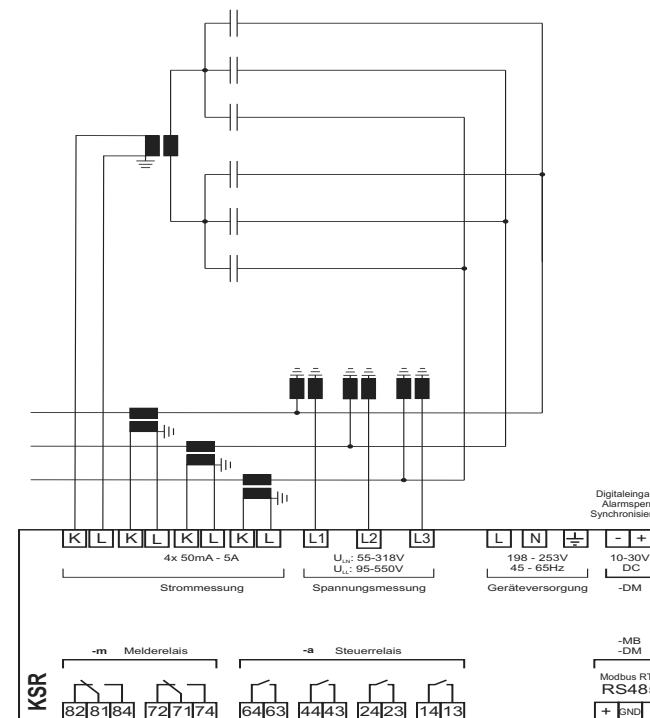 Digitaleinga
Alarmsper
Synchronisier
K L K L K L K L L1 L2 L3 L N - +
4x 50mA - 5A
ULN: 55-318V
ULL: 95-550V
198 - 253V
45 - 65Hz
10-30V
DC
Strommessung Spannungsmessung Geräteversorgung -DM
-MB
-DM
-m Melderelais -a Steuerrelais
Modbus RT
RS485
KSR
82 81 84 72 71 74 64 63 44 43 24 23 14 13 + GND